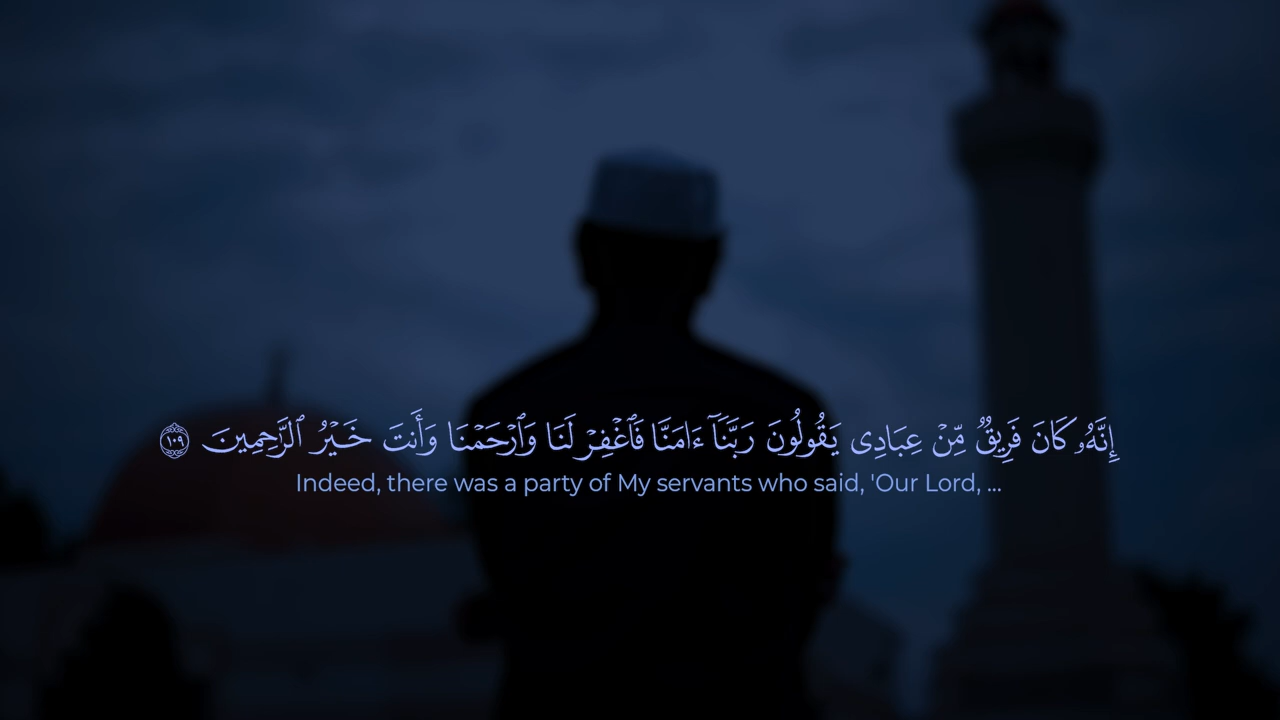 إِنَّهُۥ كَانَ فَرِيقٌ مِّنْ عِبَادِى يَقُولُونَ رَبَّنَآ ءَامَنَّا فَٱغْفِرْ لَنَا وَٱرْحَمْنَا وَأَنتَ خَيْرُ ٱلرَّٰحِمِينَ ١٠٩
Indeed, there was a party of My servants who said, 'Our Lord, ...